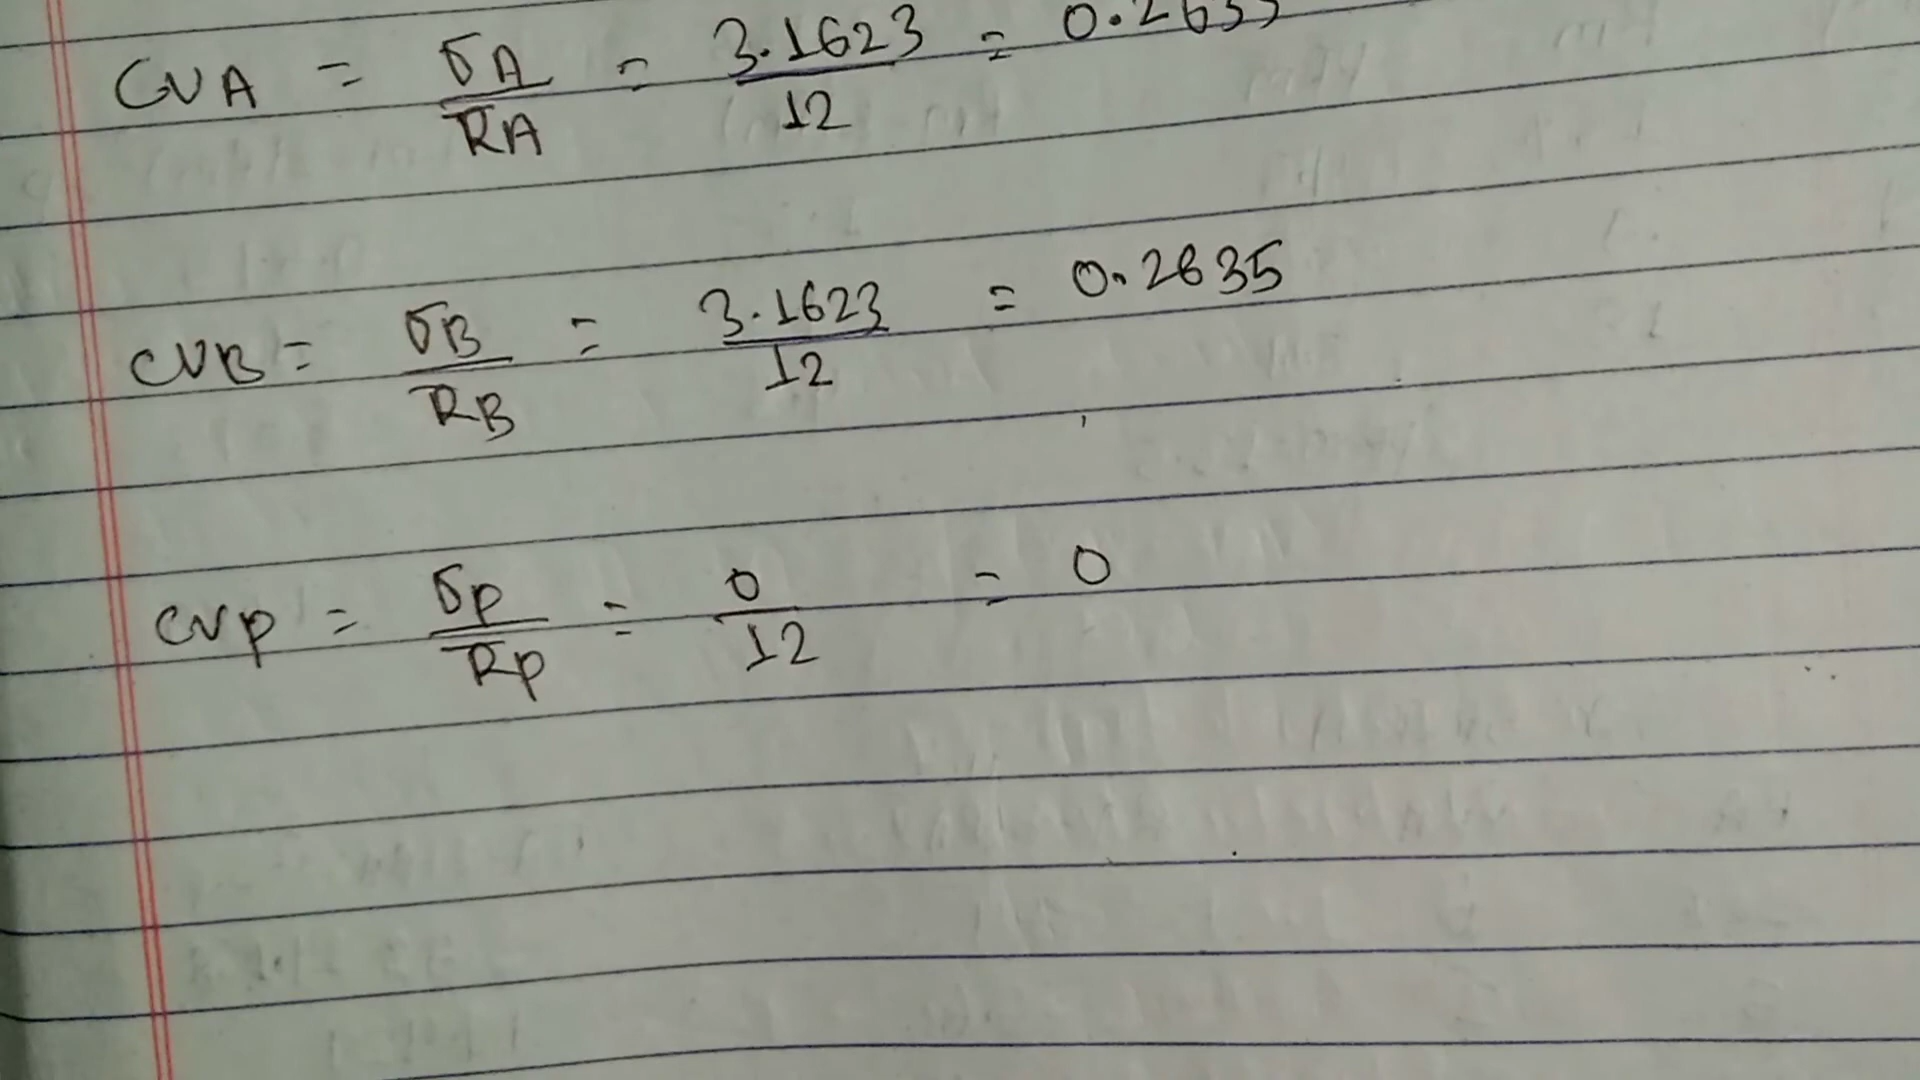 CVA = σA / R̅A = 3.1623 / 12 = 0.2635
CVB = σB / R̅B = 3.1623 / 12 = 0.2635
CVP = σP / R̅P = 0 / 12 = 0